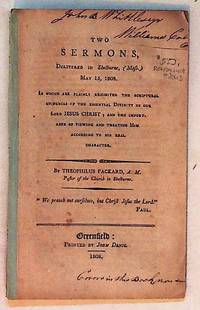 John
TWO
SERMONS,
DELIVERED IN Shelburne, (Mass.)
MAY 15, 1808.
IN WHICH ARE PLAINLY EXHIBITED THE SCRIPTURAL
EVIDENCES OF THE ESSENTIAL DIVINITY OF OUR
LORD JESUS CHRIST; AND THE IMPORT-
ANCE OF VIEWING AND TREATING HIM
ACCORDING TO HIS REAL
CHARACTER.
BY THEOPHILUS PACKARD, A. M.
Pastor of the Church in Shelburne.
"We preach not ourselves, but Christ Jesus the Lord."
PAUL.
Greenfield:
PRINTED BY JOHN DENIO.
1808.